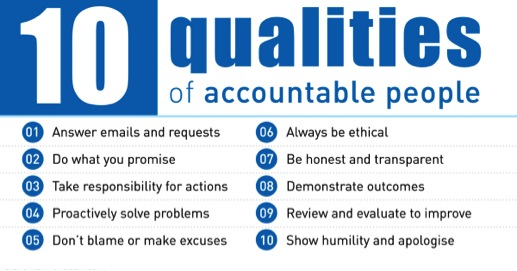 10 qualities
of accountable people
01 Answer emails and requests
02 Do what you promise
03 Take responsibility for actions
04 Proactively solve problems
05 Don't blame or make excuses
06 Always be ethical
07 Be honest and transparent
08 Demonstrate outcomes
09 Review and evaluate to improve
10 Show humility and apologise